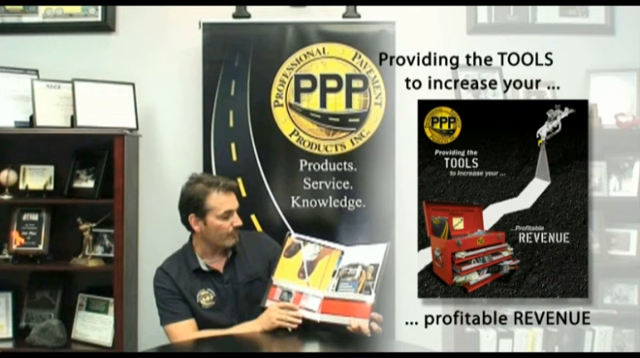 PROFESSIONAL PAVEMENT
PPP
PRODUCTS INC.
Products.
Service.
Knowledge.
Providing the TOOLS
to increase your ...
PPP
Providing the
TOOLS
to increase your ...
...Profitable
REVENUE
... profitable REVENUE